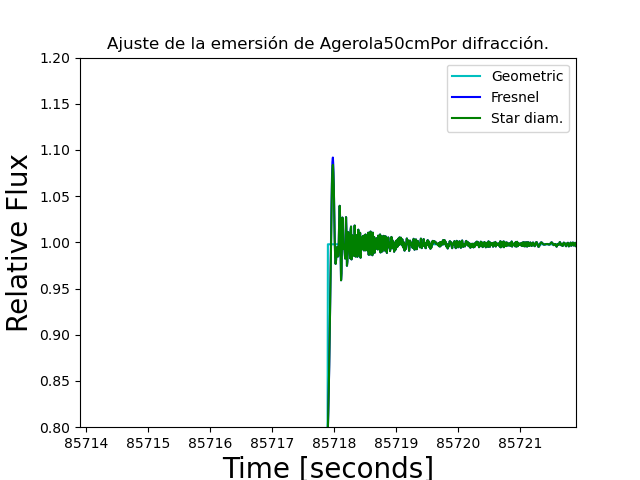 Ajuste de la emersión de Agerola50cmPor difracción.
Geometric
Fresnel
Star diam.
Relative Flux
1.20
1.15
1.10
1.05
1.00
0.95
0.90
0.85
0.80
85714 85715 85716 85717 85718 85719 85720 85721
Time [seconds]